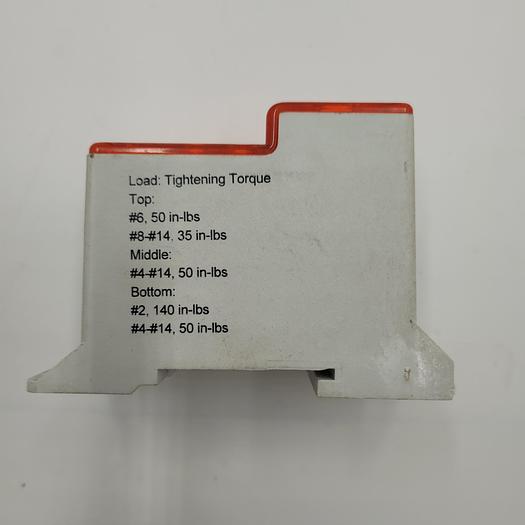 Load: Tightening Torque
Top:
#6, 50 in-lbs
#8-#14. 35 in-lbs
Middle:
#4-#14, 50 in-lbs
Bottom:
#2, 140 in-lbs
#4-#14, 50 in-lbs